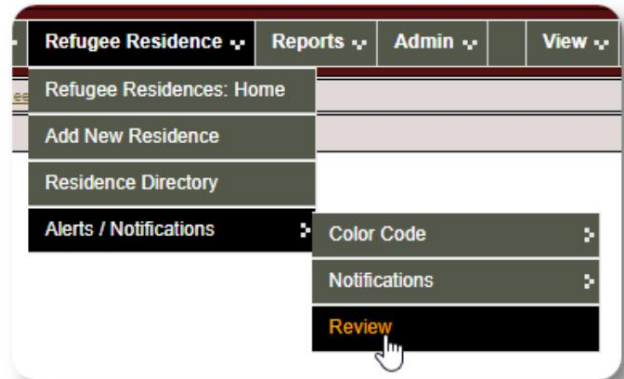 Refugee Residence Reports Admin View
Refugee Residences: Home
Add New Residence
Residence Directory
Alerts / Notifications
Color Code
Notifications
Review